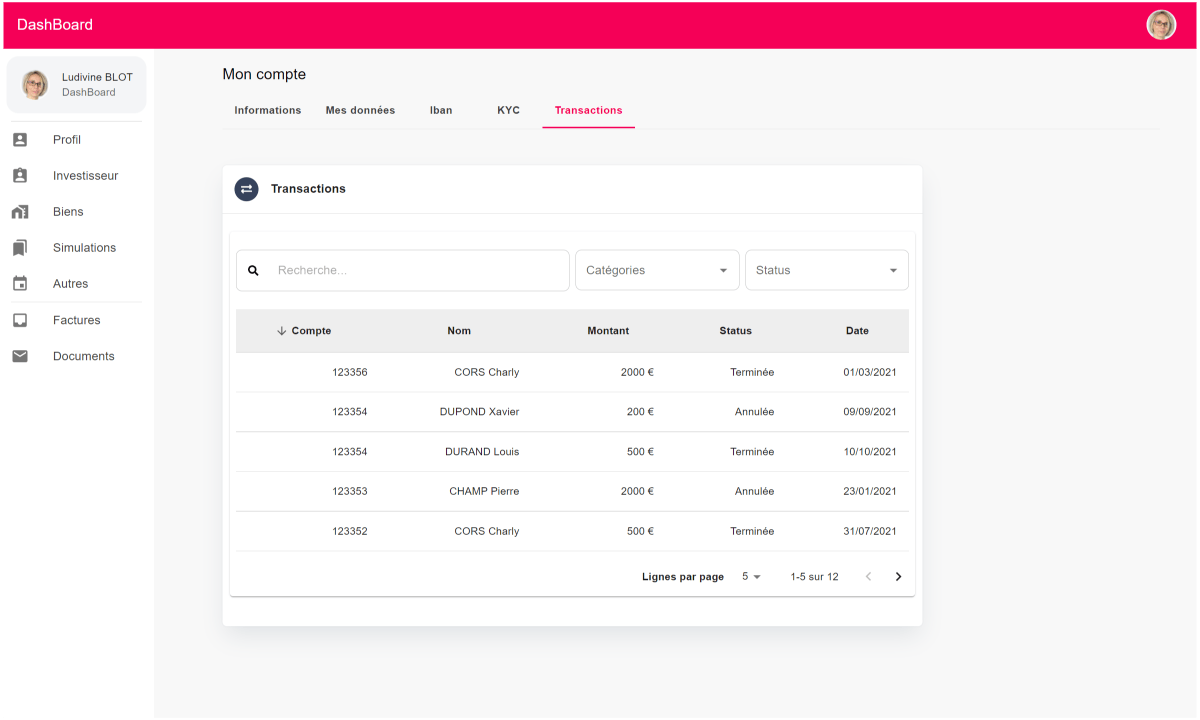 DashBoard
Ludivine BLOT
DashBoard
Profil
Investisseur
Biens
Simulations
Autres
Factures
Documents
Mon compte
Informations Mes données Iban KYC Transactions
Transactions
Recherche... Catégories Status
Compte Nom Montant Status Date
123356 CORS Charly 2000 € Terminée 01/03/2021
123354 DUPOND Xavier 200 € Annulée 09/09/2021
123354 DURAND Louis 500 € Terminée 10/10/2021
123353 CHAMP Pierre 2000 € Annulée 23/01/2021
123352 CORS Charly 500 € Terminée 31/07/2021
Lignes par page 5 1-5 sur 12